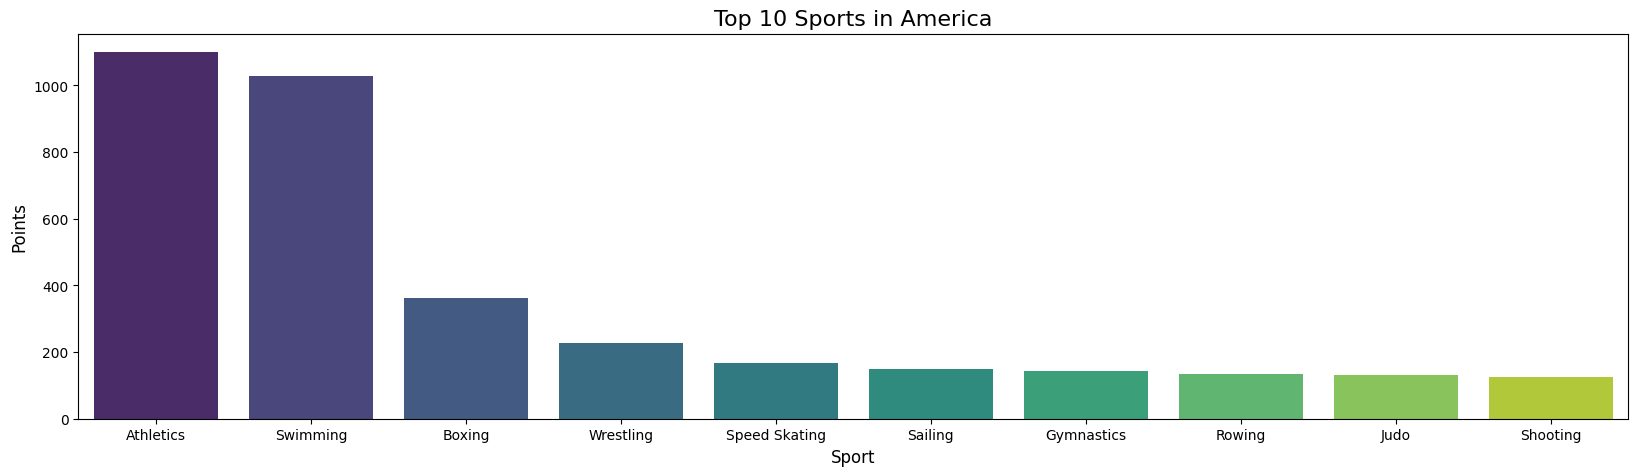 Top 10 Sports in America
Points
1000
800
600
400
200
0
Athletics Swimming Boxing Wrestling Speed Skating Sailing Gymnastics Rowing Judo Shooting
Sport